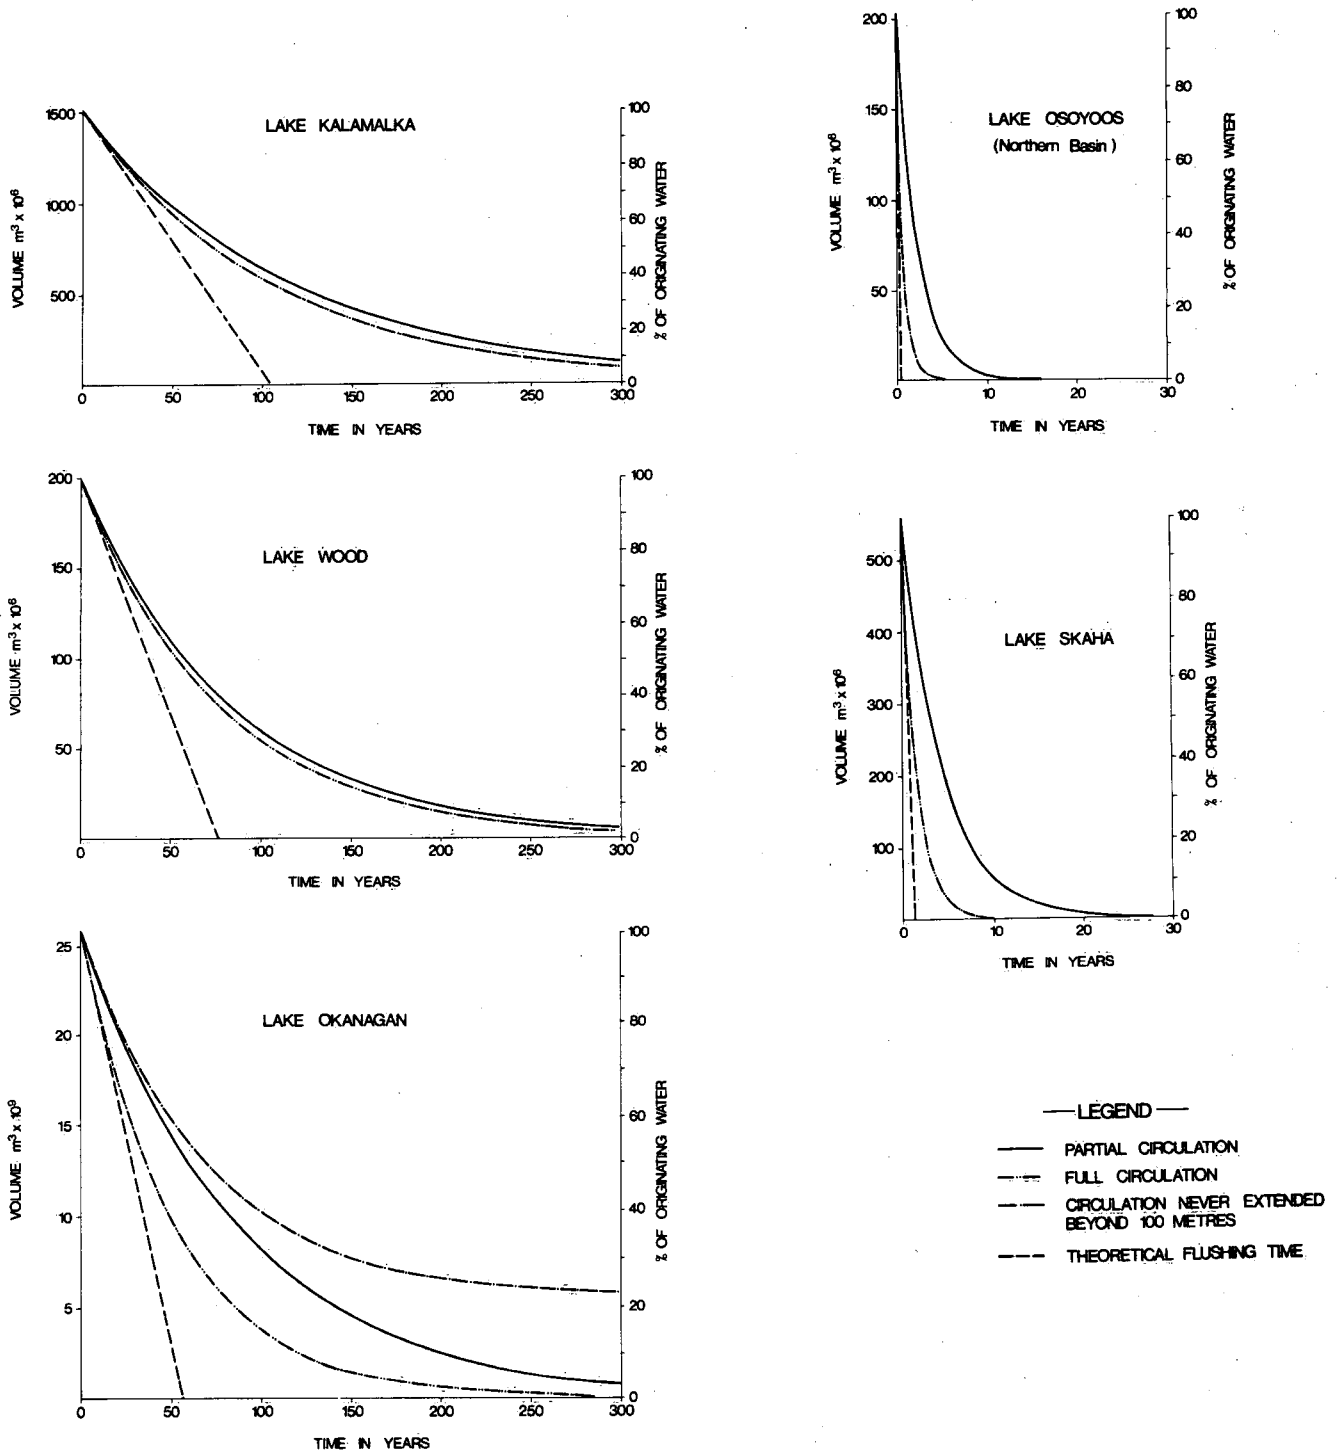 LAKE KALAMALKA
VOLUME m³ x 10⁶
1500
1000
500
% OF ORIGINATING WATER
100
80
60
40
20
0
0 50 100 150 200 250 300
TIME IN YEARS
LAKE OSOYOOS
(Northern Basin)
VOLUME m³ x 10⁶
200
150
100
50
% OF ORIGINATING WATER
100
80
60
40
20
0
0 10 20 30
TIME IN YEARS
LAKE WOOD
VOLUME m³ x 10⁶
200
150
100
50
% OF ORIGINATING WATER
100
80
60
40
20
0
0 50 100 150 200 250 300
TIME IN YEARS
LAKE SKAHA
VOLUME m³ x 10⁶
500
400
300
200
100
% OF ORIGINATING WATER
100
80
60
40
20
0
0 10 20 30
TIME IN YEARS
LAKE OKANAGAN
VOLUME m³ x 10⁹
25
20
15
10
5
% OF ORIGINATING WATER
100
80
60
40
20
0
0 50 100 150 200 250 300
TIME IN YEARS
LEGEND
PARTIAL CIRCULATION
FULL CIRCULATION
CIRCULATION NEVER EXTENDED
BEYOND 100 METRES
THEORETICAL FLUSHING TIME